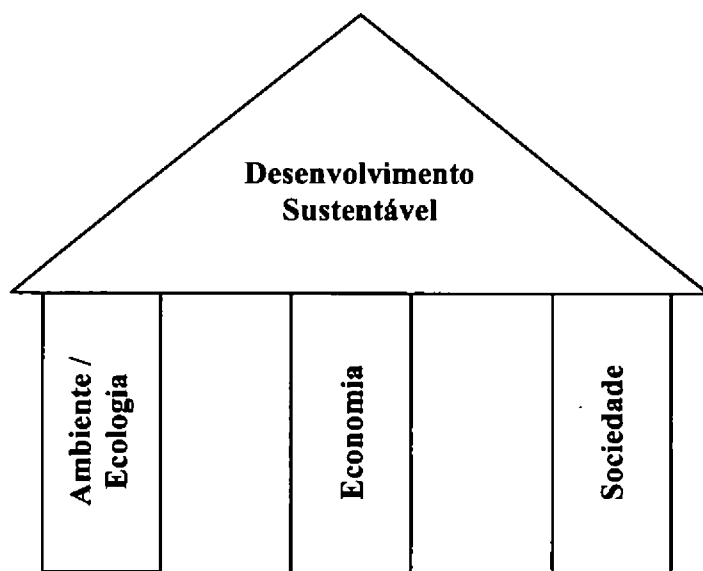 Desenvolvimento
Sustentável
Ambiente /
Ecologia
Economia
Sociedade